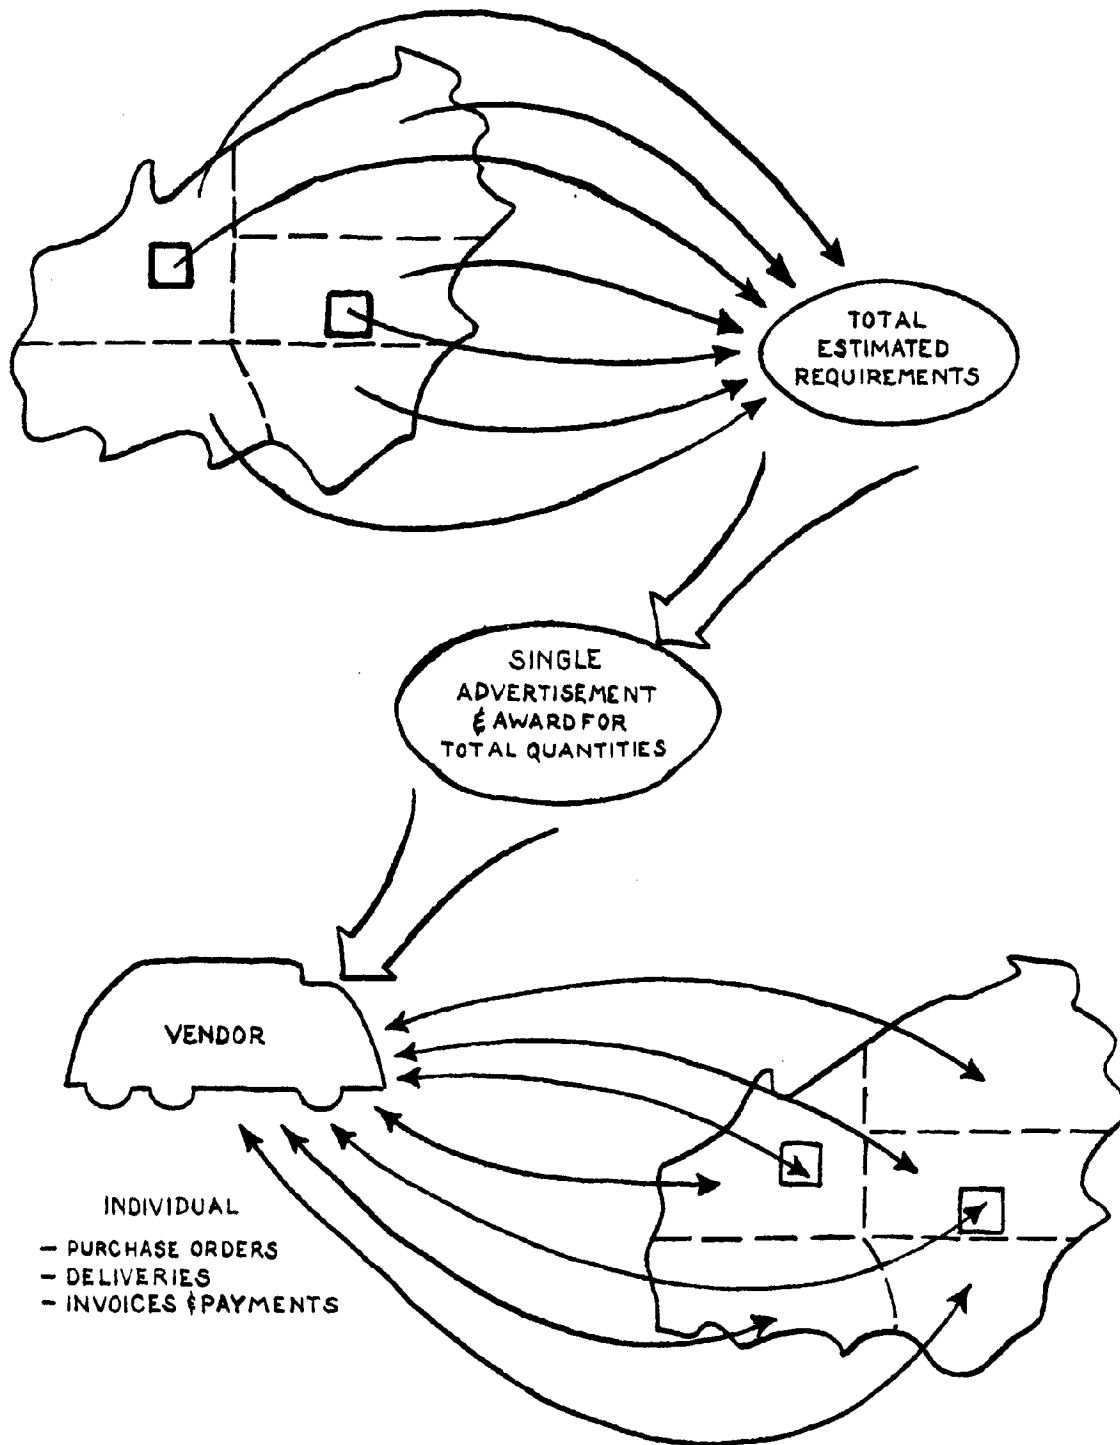 TOTAL
ESTIMATED
REQUIREMENTS
SINGLE
ADVERTISEMENT
& AWARD FOR
TOTAL QUANTITIES
VENDOR
INDIVIDUAL
– PURCHASE ORDERS
– DELIVERIES
– INVOICES & PAYMENTS